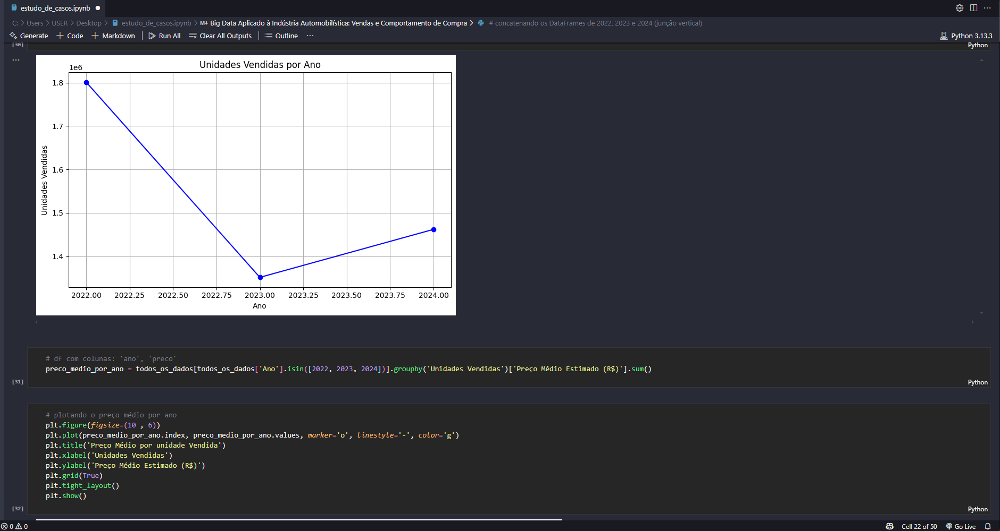 estudo_de_casos.ipynb
C: > Users > USER > Desktop > estudo_de_casos.ipynb > M↓ Big Data Aplicado à Indústria Automobilística: Vendas e Comportamento de Compra > # concatenando os DataFrames de 2022, 2023 e 2024 (junção vertical)
Generate + Code + Markdown | Run All Clear All Outputs | Outline ... Python 3.13.3
[30] Python
...
Unidades Vendidas por Ano
1e6
1.8
1.7
1.6
1.5
1.4
Unidades Vendidas
2022.00 2022.25 2022.50 2022.75 2023.00 2023.25 2023.50 2023.75 2024.00
Ano
# df com colunas: 'ano', 'preco'
preco_medio_por_ano = todos_os_dados[todos_os_dados['Ano'].isin([2022, 2023, 2024])].groupby('Unidades Vendidas')['Preço Médio Estimado (R$)'].sum()
[31] Python
# plotando o preço médio por ano
plt.figure(figsize=(10 , 6))
plt.plot(preco_medio_por_ano.index, preco_medio_por_ano.values, marker='o', linestyle='-', color='g')
plt.title('Preço Médio por unidade Vendida')
plt.xlabel('Unidades Vendidas')
plt.ylabel('Preço Médio Estimado (R$)')
plt.grid(True)
plt.tight_layout()
plt.show()
[32] Python
0 0 Cell 22 of 50 Go Live